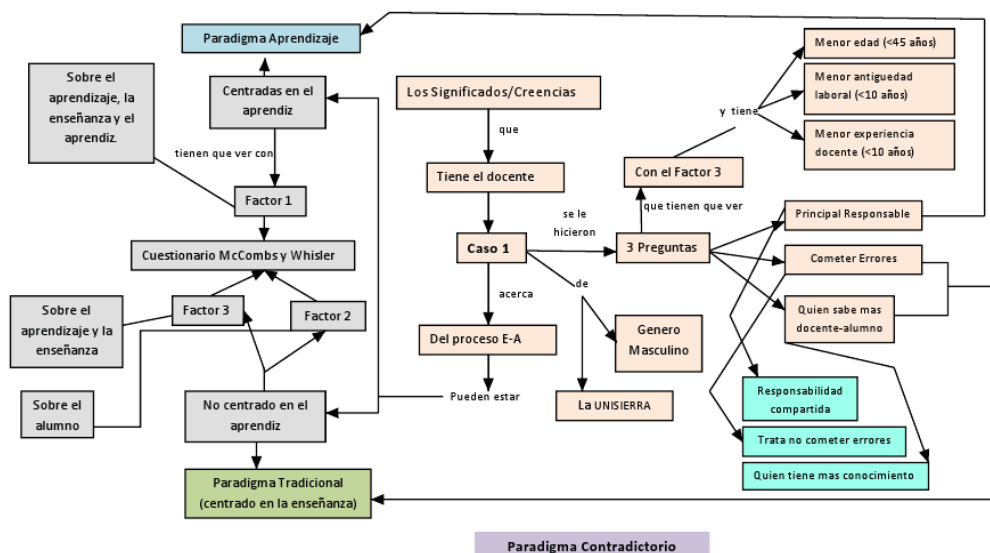 Paradigma Aprendizaje
Sobre el
aprendizaje, la
enseñanza y el
aprendiz.
Centradas en el
aprendiz
tienen que ver con
Factor 1
Cuestionario McCombs y Whisler
Factor 3
Factor 2
Sobre el
aprendizaje y la
enseñanza
Sobre el
alumno
No centrado en el
aprendiz
Paradigma Tradicional
(centrado en la enseñanza)
Los Significados/Creencias
que
Tiene el docente
Caso 1
acerca
Del proceso E-A
Pueden estar
se le
hicieron
de
Genero
Masculino
La UNISIERRA
3 Preguntas
que tienen que ver
Con el Factor 3
y tiene
Menor edad (<45 años)
Menor antiguedad
laboral (<10 años)
Menor experiencia
docente (<10 años)
Principal Responsable
Cometer Errores
Quien sabe mas
docente-alumno
Responsabilidad
compartida
Trata no cometer errores
Quien tiene mas conocimiento
Paradigma Contradictorio